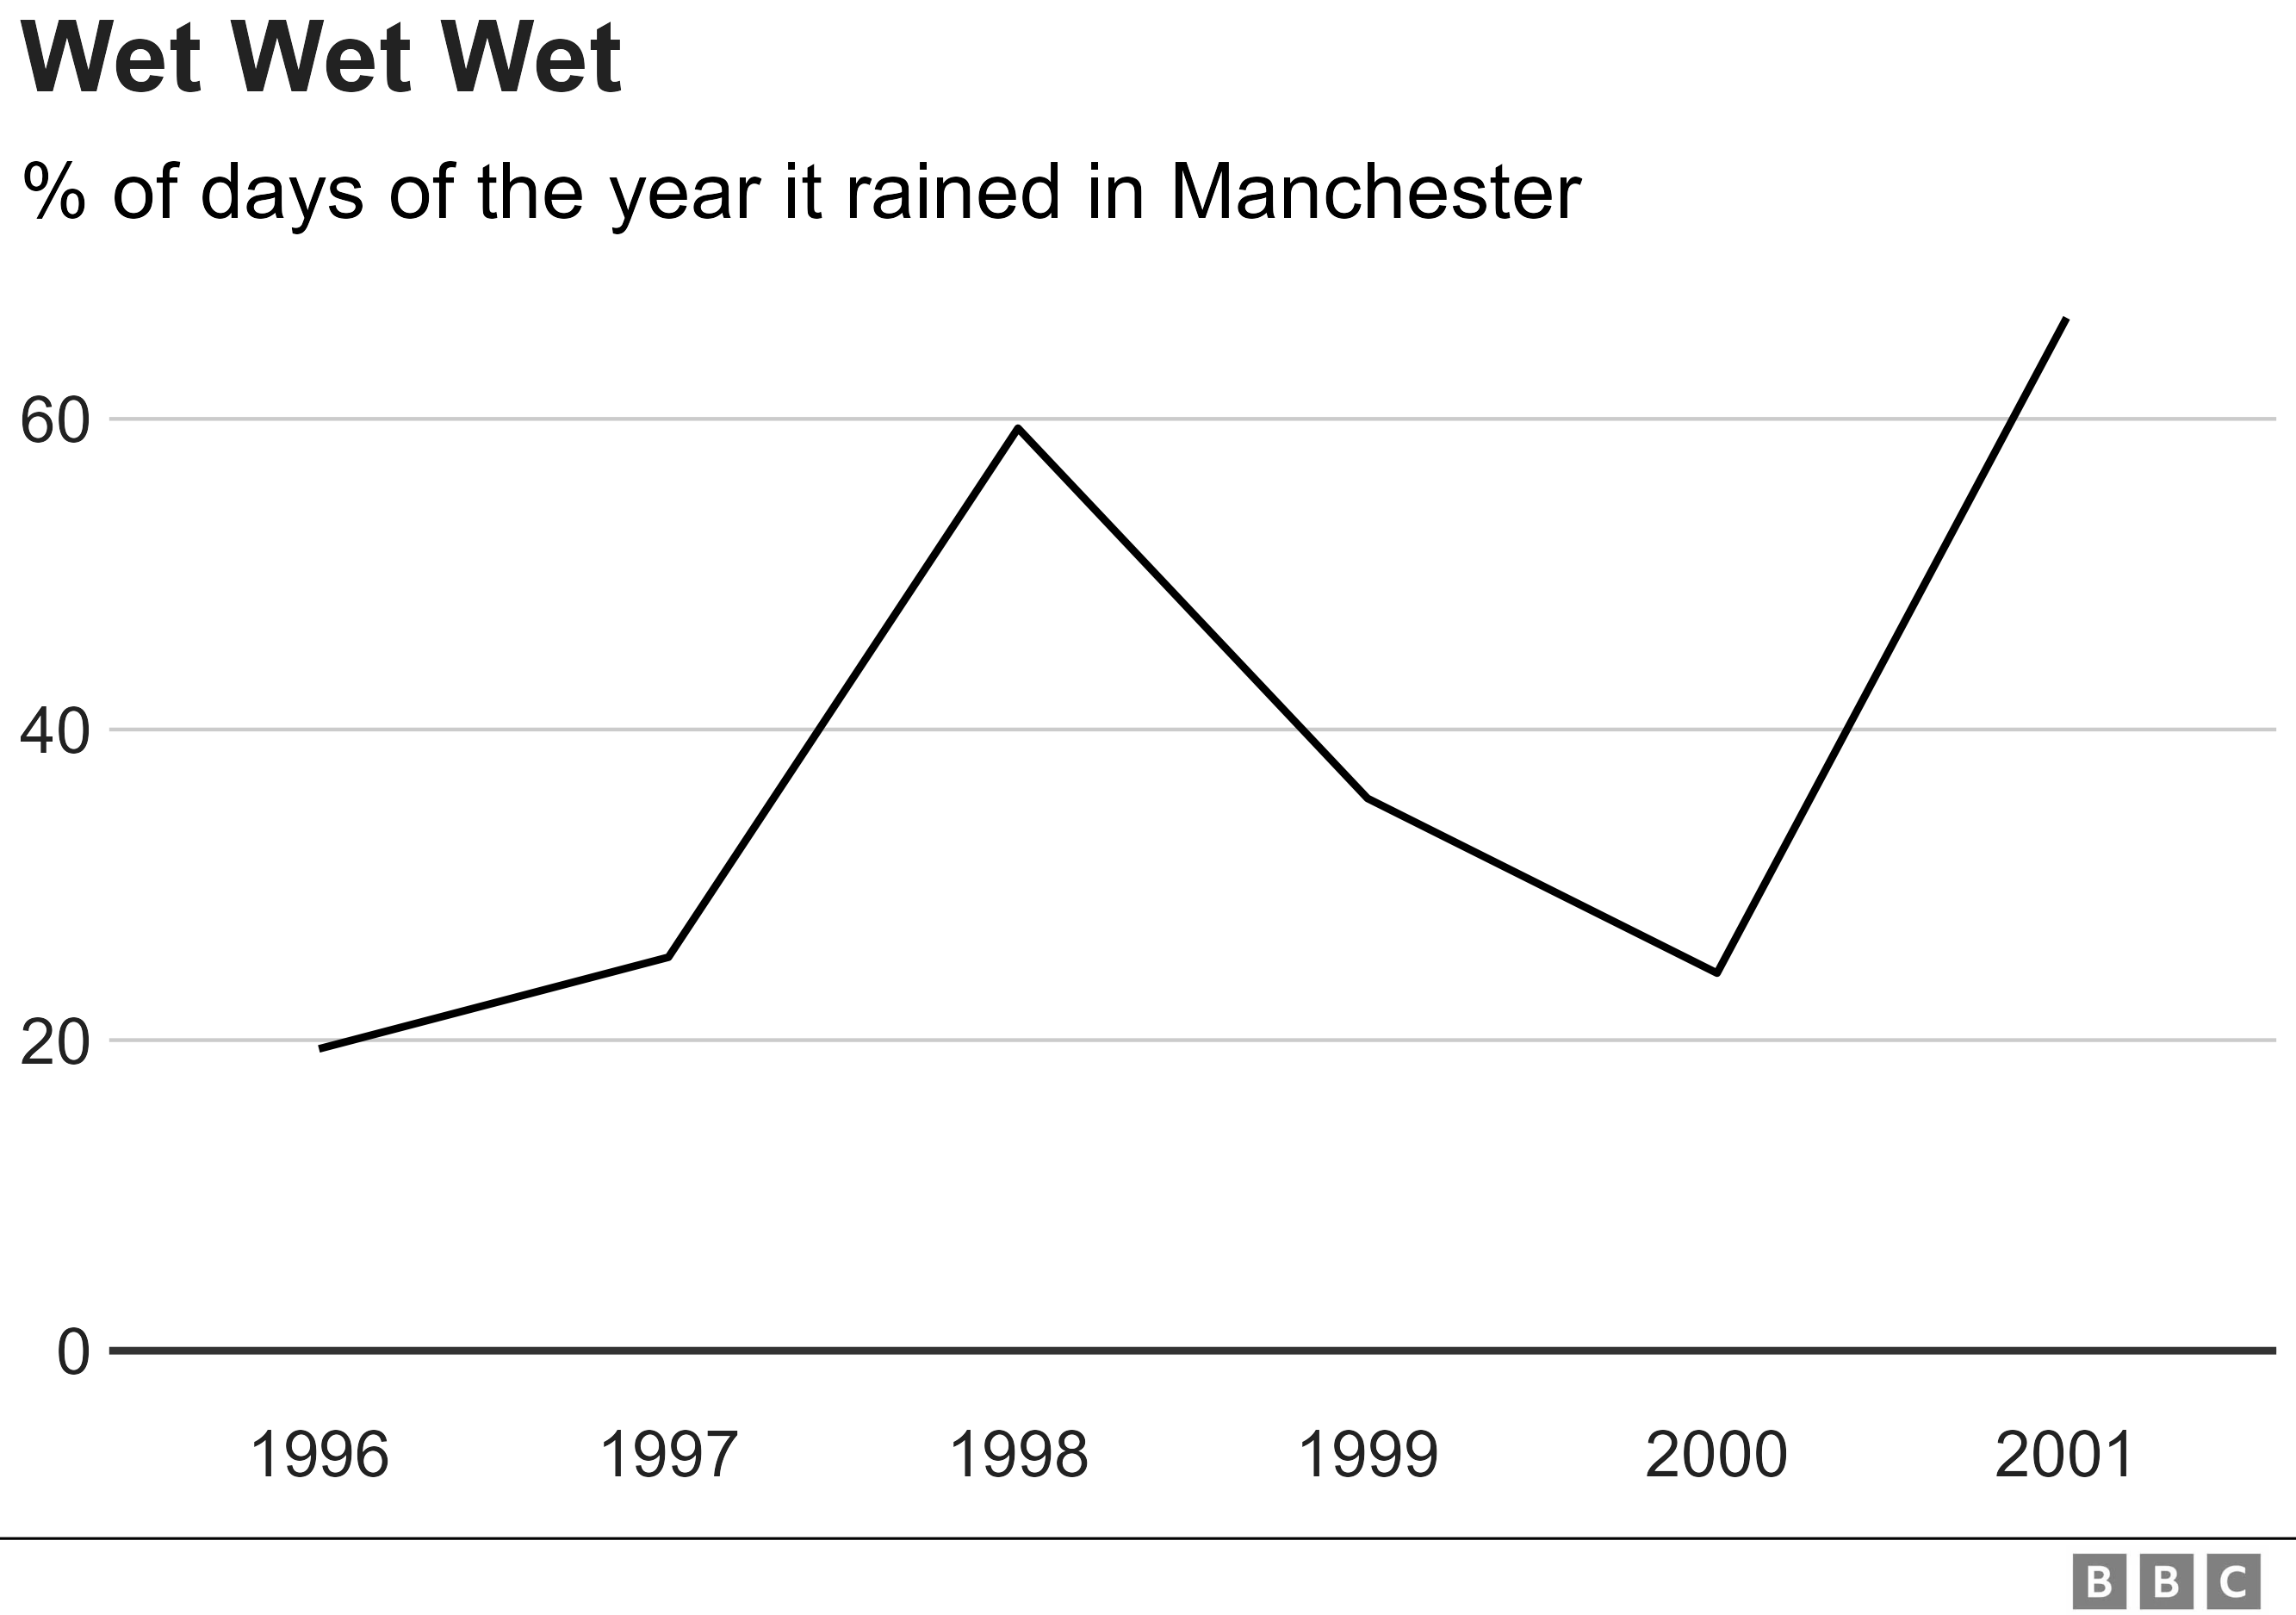 Wet Wet Wet
% of days of the year it rained in Manchester
60
40
20
0
1996 1997 1998 1999 2000 2001
BBC